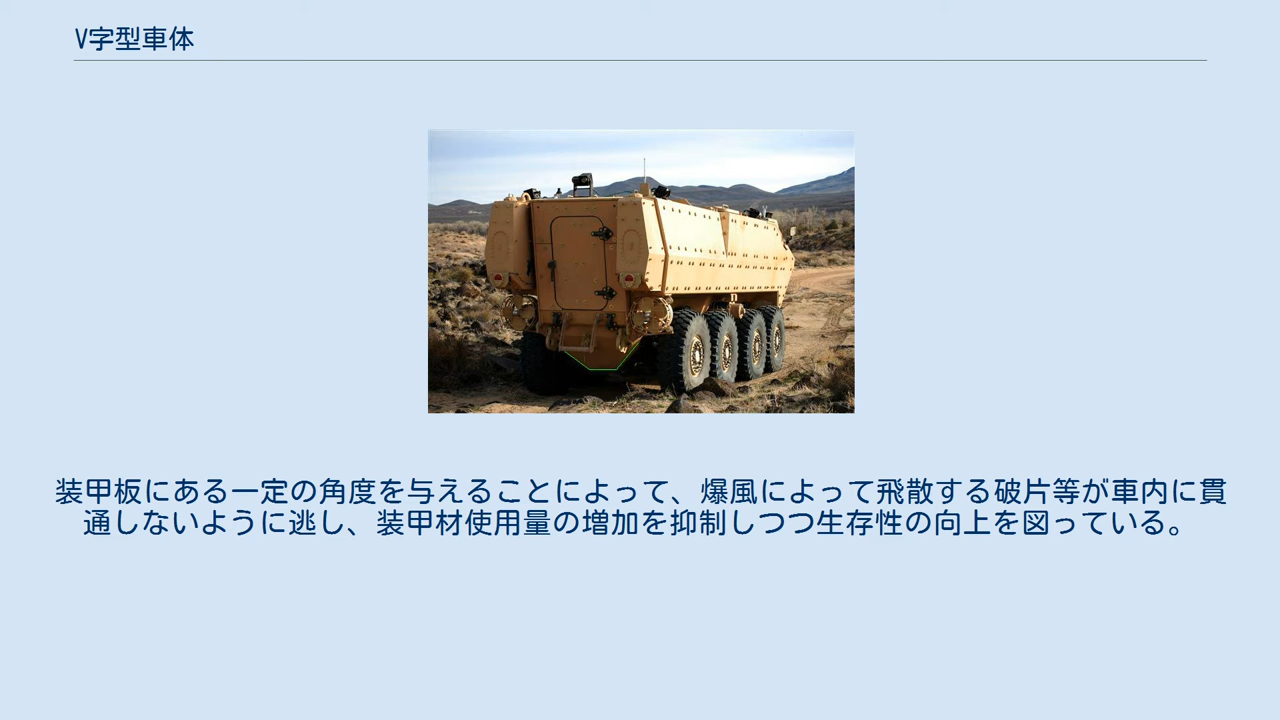 V字型車体
装甲板にある一定の角度を与えることによって、爆風によって飛散する破片等が車内に貫
通しないように逃し、装甲材使用量の増加を抑制しつつ生存性の向上を図っている。